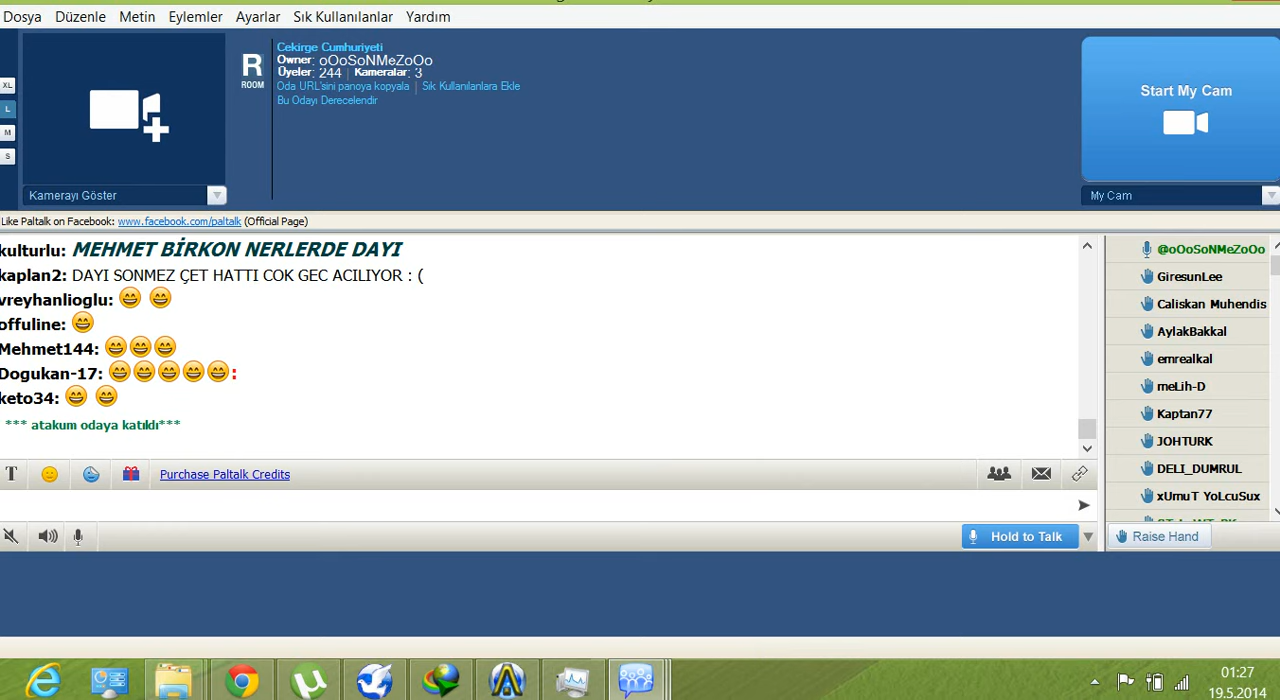 Dosya Düzenle Metin Eylemler Ayarlar Sık Kullanılanlar Yardım
XL
L
M
S
Kamerayı Göster
R
ROOM
Cekirge Cumhuriyeti
Owner: oOoSoNMeZoOo
Üyeler: 244 | Kameralar: 3
Oda URL'sini panoya kopyala | Sık Kullanılanlara Ekle
Bu Odayı Derecelendir
Start My Cam
My Cam
Like Paltalk on Facebook: www.facebook.com/paltalk (Official Page)
kulturlu: MEHMET BİRKON NERLERDE DAYI
kaplan2: DAYI SONMEZ ÇET HATTI COK GEC ACILIYOR : (
vreyhanlioglu:
offuline:
Mehmet144:
Dogukan-17: :
keto34:
*** atakum odaya katıldı***
@oOoSoNMeZoOo
GiresunLee
Caliskan Muhendis
AylakBakkal
emrealkal
meLih-D
Kaptan77
JOHTURK
DELI_DUMRUL
xUmuT YoLcuSux
T Purchase Paltalk Credits
Hold to Talk
Raise Hand
01:27
19.5.2014